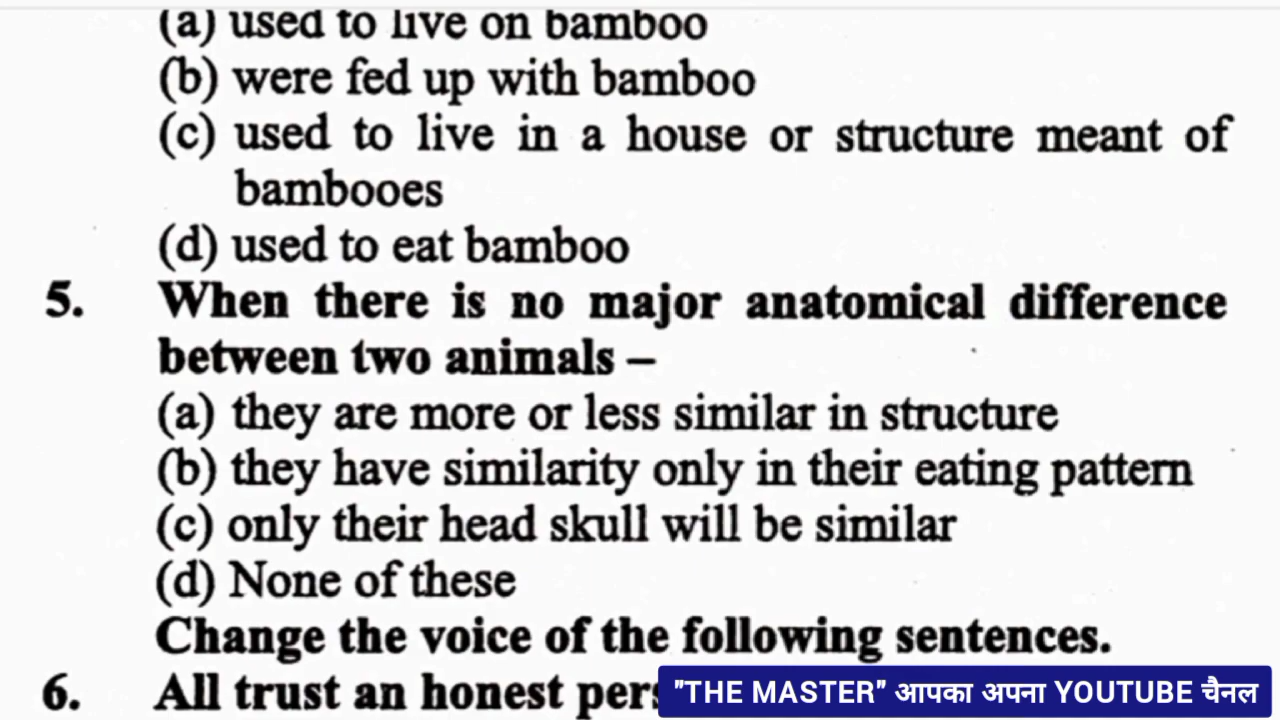 (a) used to live on bamboo
(b) were fed up with bamboo
(c) used to live in a house or structure meant of
bambooes
(d) used to eat bamboo
5. When there is no major anatomical difference
between two animals –
(a) they are more or less similar in structure
(b) they have similarity only in their eating pattern
(c) only their head skull will be similar
(d) None of these
Change the voice of the following sentences.
6. All trust an honest
"THE MASTER" आपका अपना YOUTUBE चैनल